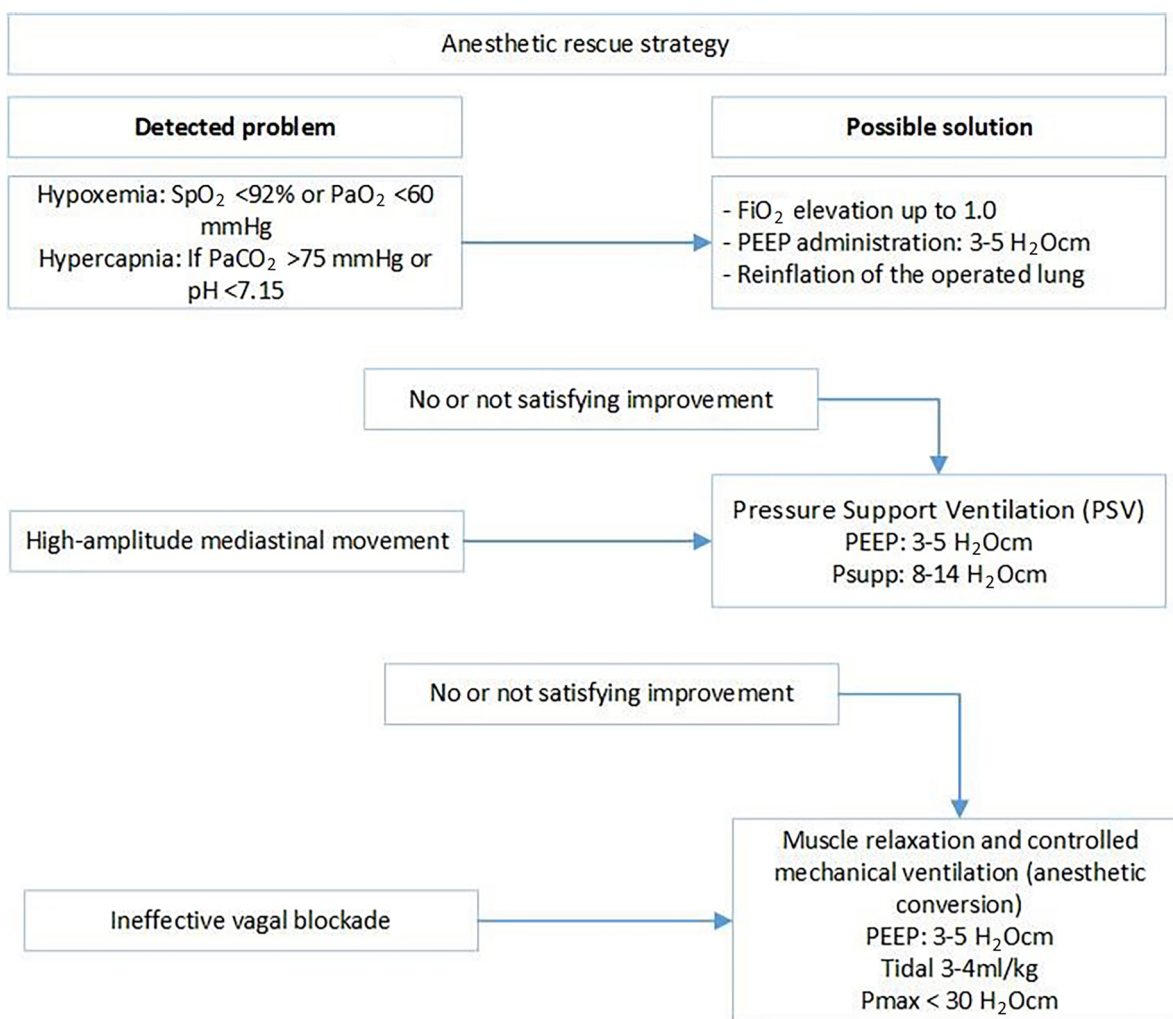 Anesthetic rescue strategy
Detected problem
Possible solution
Hypoxemia: SpO₂ <92% or PaO₂ <60
mmHg
Hypercapnia: If PaCO₂ >75 mmHg or
pH <7.15
- FiO₂ elevation up to 1.0
- PEEP administration: 3-5 H₂Ocm
- Reinflation of the operated lung
No or not satisfying improvement
High-amplitude mediastinal movement
Pressure Support Ventilation (PSV)
PEEP: 3-5 H₂Ocm
Psupp: 8-14 H₂Ocm
No or not satisfying improvement
Ineffective vagal blockade
Muscle relaxation and controlled
mechanical ventilation (anesthetic
conversion)
PEEP: 3-5 H₂Ocm
Tidal 3-4ml/kg
Pmax < 30 H₂Ocm